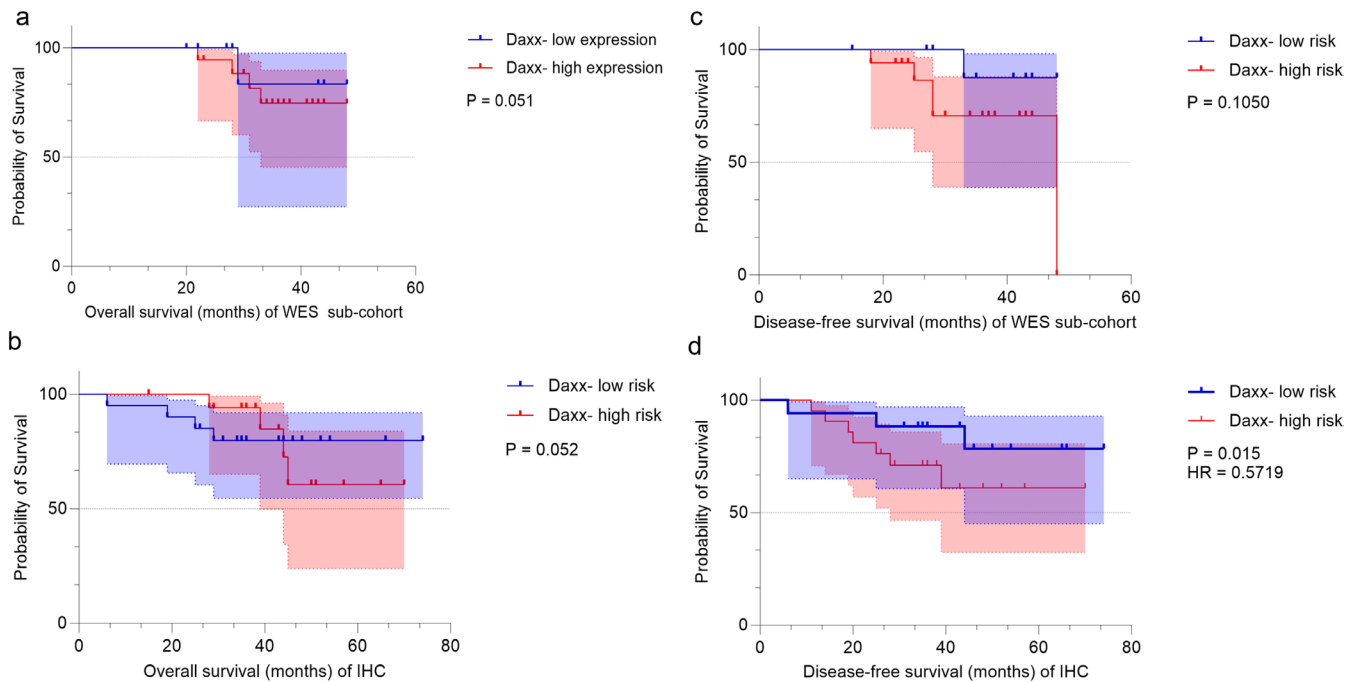 a
Probability of Survival
100
50
0
0 20 40 60
Overall survival (months) of WES sub-cohort
Daxx- low expression
Daxx- high expression
P = 0.051
c
Probability of Survival
100
50
0
0 20 40 60
Disease-free survival (months) of WES sub-cohort
Daxx- low risk
Daxx- high risk
P = 0.1050
b
Probability of Survival
100
50
0
0 20 40 60 80
Overall survival (months) of IHC
Daxx- low risk
Daxx- high risk
P = 0.052
d
Probability of Survival
100
50
0
0 20 40 60 80
Disease-free survival (months) of IHC
Daxx- low risk
Daxx- high risk
P = 0.015
HR = 0.5719